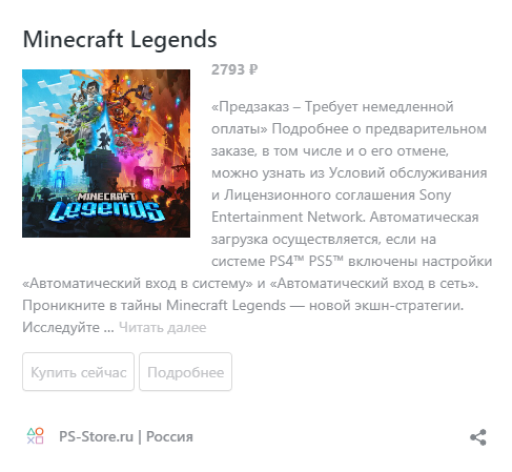 Minecraft Legends
2793 ₽
«Предзаказ – Требует немедленной
оплаты» Подробнее о предварительном
заказе, в том числе и о его отмене,
можно узнать из Условий обслуживания
и Лицензионного соглашения Sony
Entertainment Network. Автоматическая
загрузка осуществляется, если на
системе PS4™ PS5™ включены настройки
«Автоматический вход в систему» и «Автоматический вход в сеть».
Проникните в тайны Minecraft Legends — новой экшн-стратегии.
Исследуйте ... Читать далее
MINECRAFT
Legends
Купить сейчас
Подробнее
PS-Store.ru | Россия